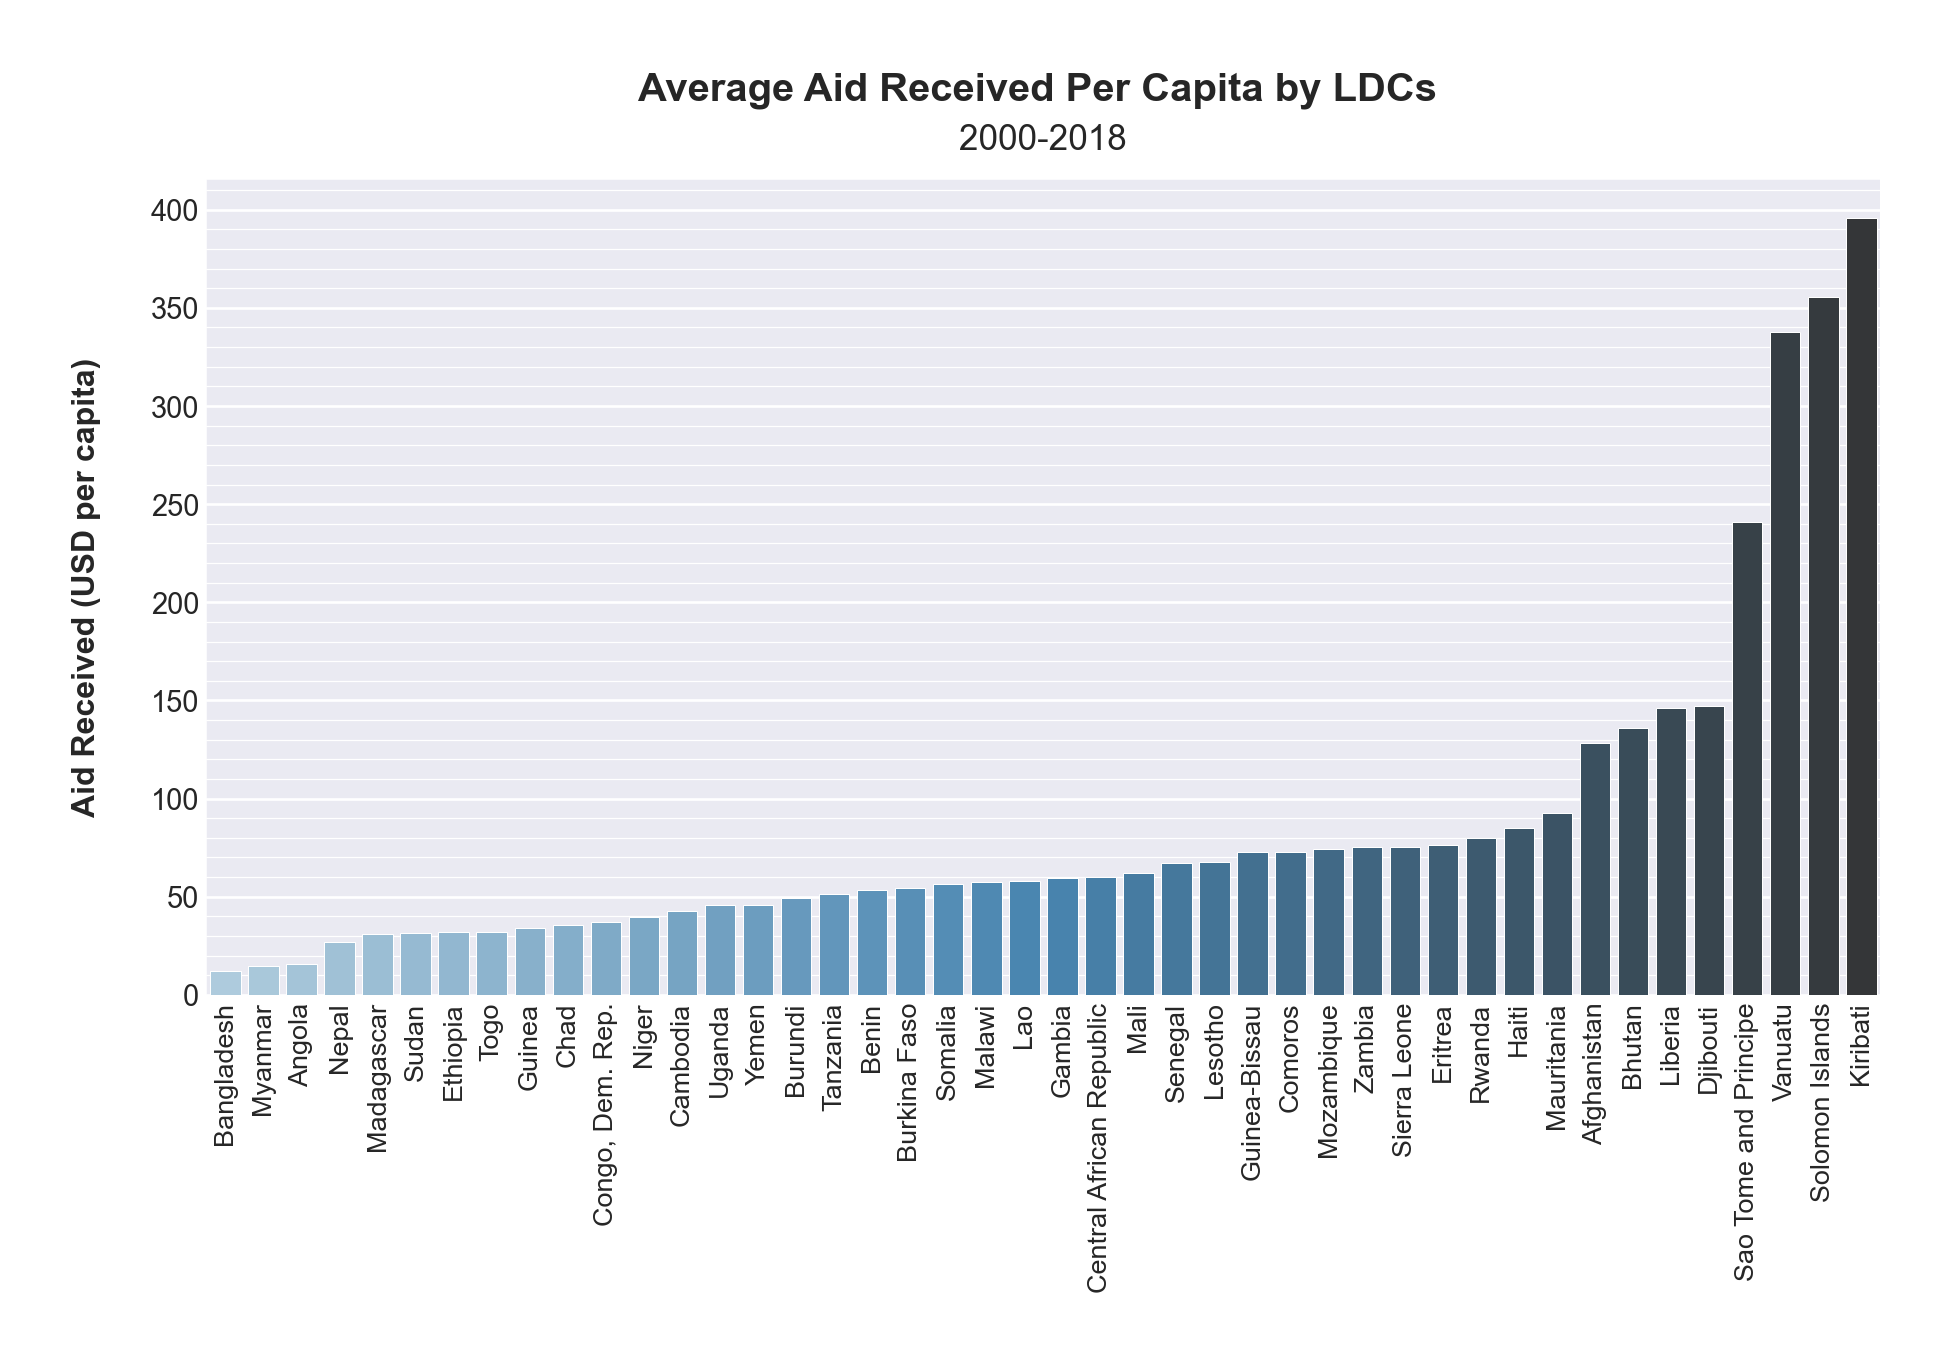 Average Aid Received Per Capita by LDCs
2000-2018
Aid Received (USD per capita)
400
350
300
250
200
150
100
50
0
Bangladesh
Myanmar
Angola
Nepal
Madagascar
Sudan
Ethiopia
Togo
Guinea
Chad
Congo, Dem. Rep.
Niger
Cambodia
Uganda
Yemen
Burundi
Tanzania
Benin
Burkina Faso
Somalia
Malawi
Lao
Gambia
Central African Republic
Mali
Senegal
Lesotho
Guinea-Bissau
Comoros
Mozambique
Zambia
Sierra Leone
Eritrea
Rwanda
Haiti
Mauritania
Afghanistan
Bhutan
Liberia
Djibouti
Sao Tome and Principe
Vanuatu
Solomon Islands
Kiribati